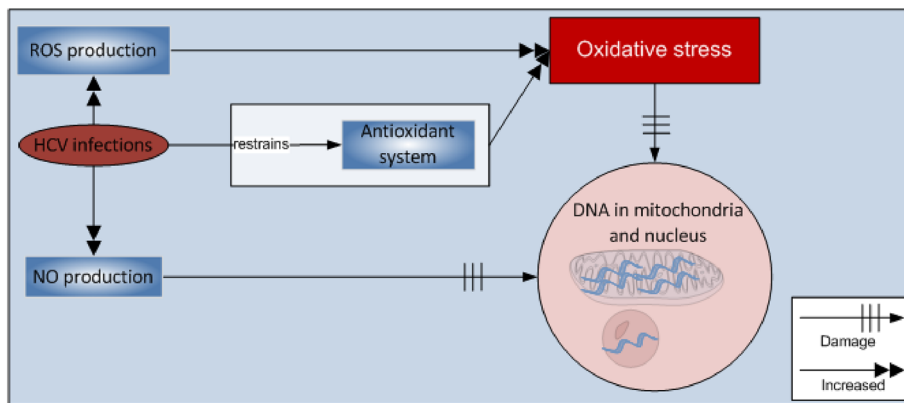 ROS production
Oxidative stress
HCV infections
restrains
Antioxidant
system
DNA in mitochondria
and nucleus
NO production
Damage
Increased